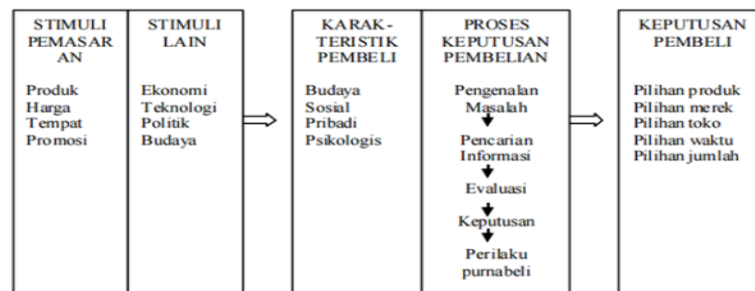 STIMULI
PEMASAR
AN
Produk
Harga
Tempat
Promosi
STIMULI
LAIN
Ekonomi
Teknologi
Politik
Budaya
KARAK-
TERISTIK
PEMBELI
Budaya
Sosial
Pribadi
Psikologis
PROSES
KEPUTUSAN
PEMBELIAN
Pengenalan
Masalah
Pencarian
Informasi
Evaluasi
Keputusan
Perilaku
purnabeli
KEPUTUSAN
PEMBELI
Pilihan produk
Pilihan merek
Pilihan toko
Pilihan waktu
Pilihan jumlah